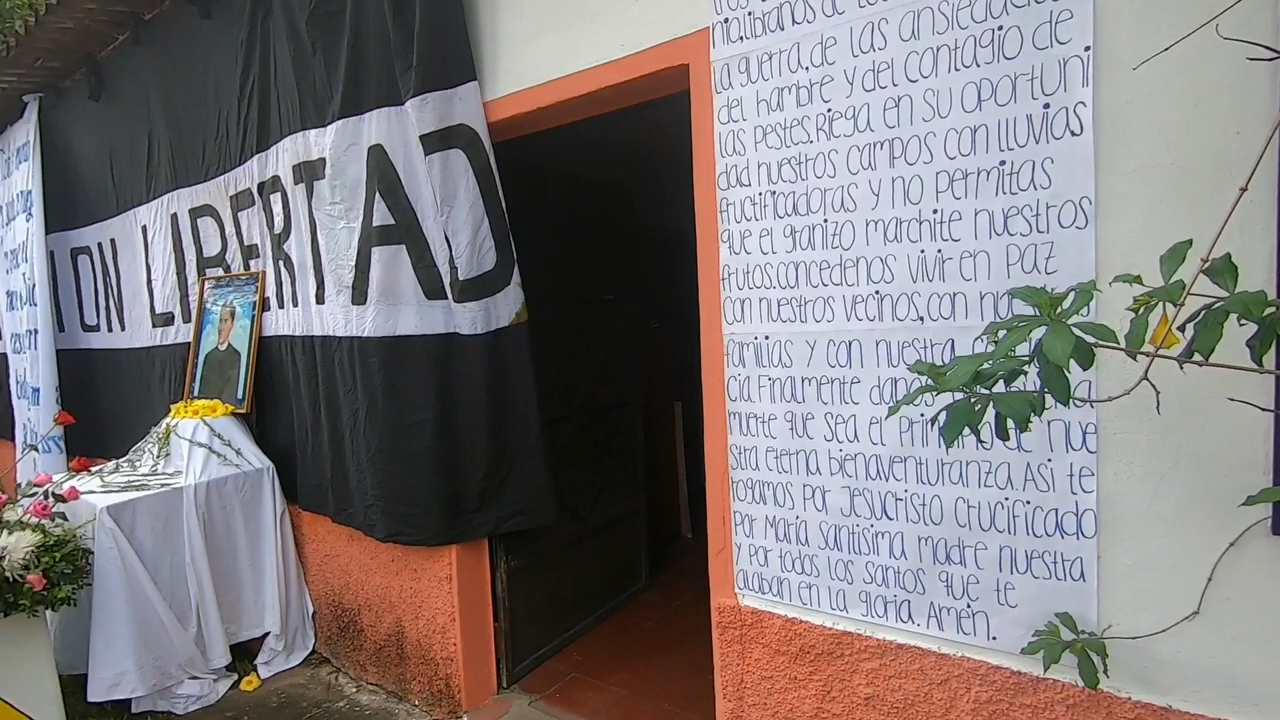 ION LIBERTAD
nia,libranos de
la guerra,de las ansiedades
del hambre y del contagio de
las pestes.Riega en su oportuni
dad nuestros campos con lluvias
fructificadoras y no permitas
que el granizo marchite nuestros
frutos.concedenos vivir en paz
con nuestros vecinos,con
familias y con nuestra
cia. Finalmente
muerte que sea el principio de nue
stra eterna bienaventuranza. Asi te
rogamos por Jesucristo crucificado
por María santisima madre nuestra
y por todos los santos que te
alaban en la gloria. Amén.